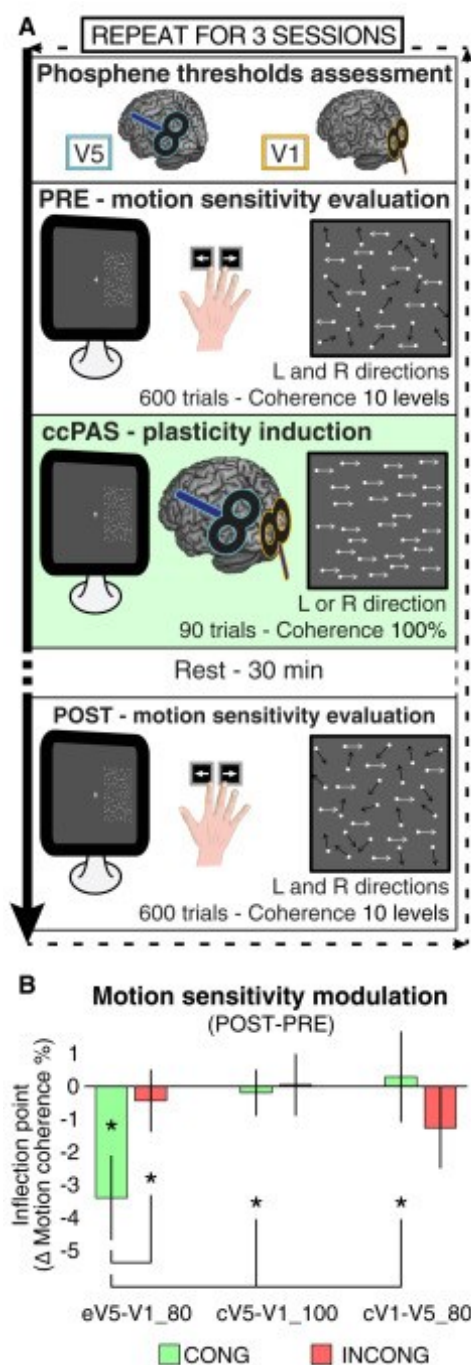 A
REPEAT FOR 3 SESSIONS
Phosphene thresholds assessment
V5
V1
PRE - motion sensitivity evaluation
L and R directions
600 trials - Coherence 10 levels
ccPAS - plasticity induction
L or R direction
90 trials - Coherence 100%
Rest - 30 min
POST - motion sensitivity evaluation
L and R directions
600 trials - Coherence 10 levels
B
Motion sensitivity modulation
(POST-PRE)
Inflection point
(Δ Motion coherence %)
1
0
-1
-2
-3
-4
-5
*
*
*
*
eV5-V1_80 cV5-V1_100 cV1-V5_80
CONG INCONG